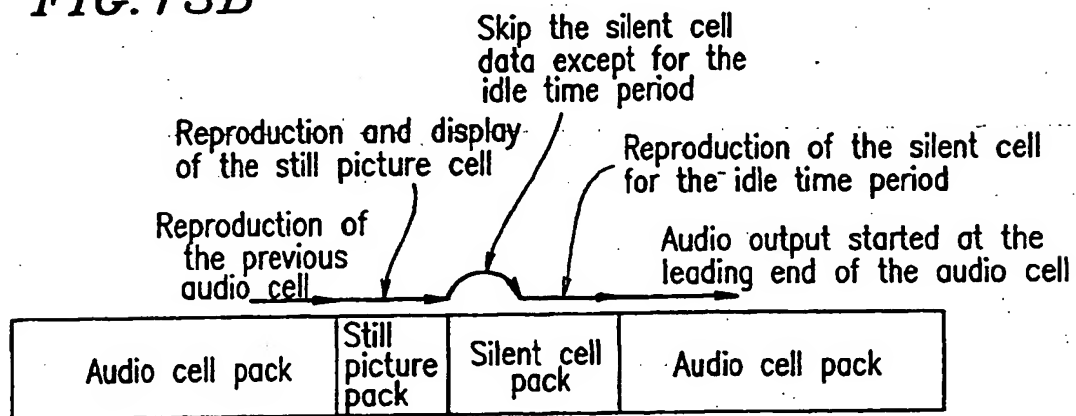 FIG. 73B
Skip the silent cell
data except for the
idle time period
Reproduction and display
of the still picture cell
Reproduction of the silent cell
for the idle time period
Reproduction of
the previous
audio cell
Audio output started at the
leading end of the audio cell
Audio cell pack
Still
picture
pack
Silent cell
pack
Audio cell pack